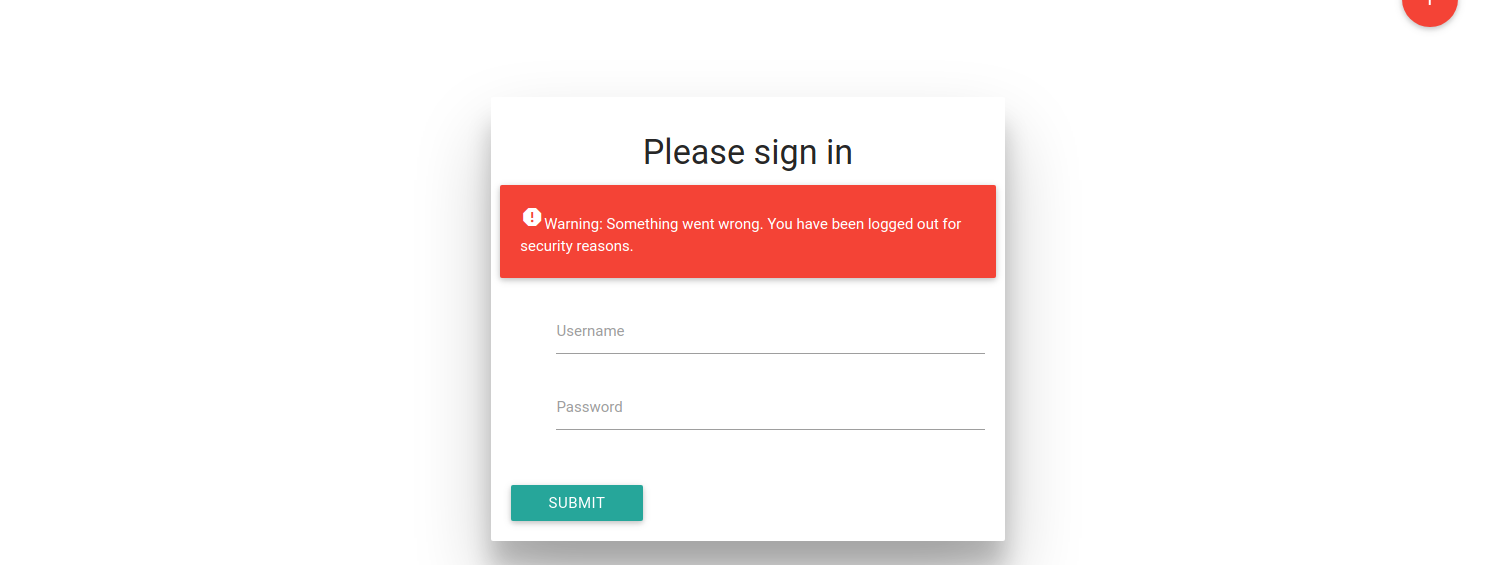 Please sign in
Warning: Something went wrong. You have been logged out for
security reasons.
Username
Password
SUBMIT